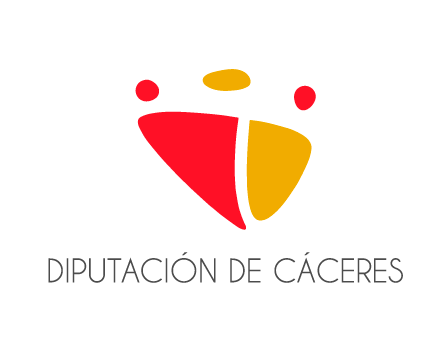 DIPUTACIÓN DE CÁCERES